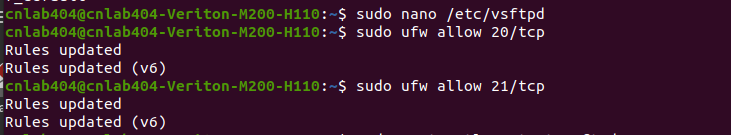 cnlab404@cnlab404-Veriton-M200-H110:~$ sudo nano /etc/vsftpd
cnlab404@cnlab404-Veriton-M200-H110:~$ sudo ufw allow 20/tcp
Rules updated
Rules updated (v6)
cnlab404@cnlab404-Veriton-M200-H110:~$ sudo ufw allow 21/tcp
Rules updated
Rules updated (v6)